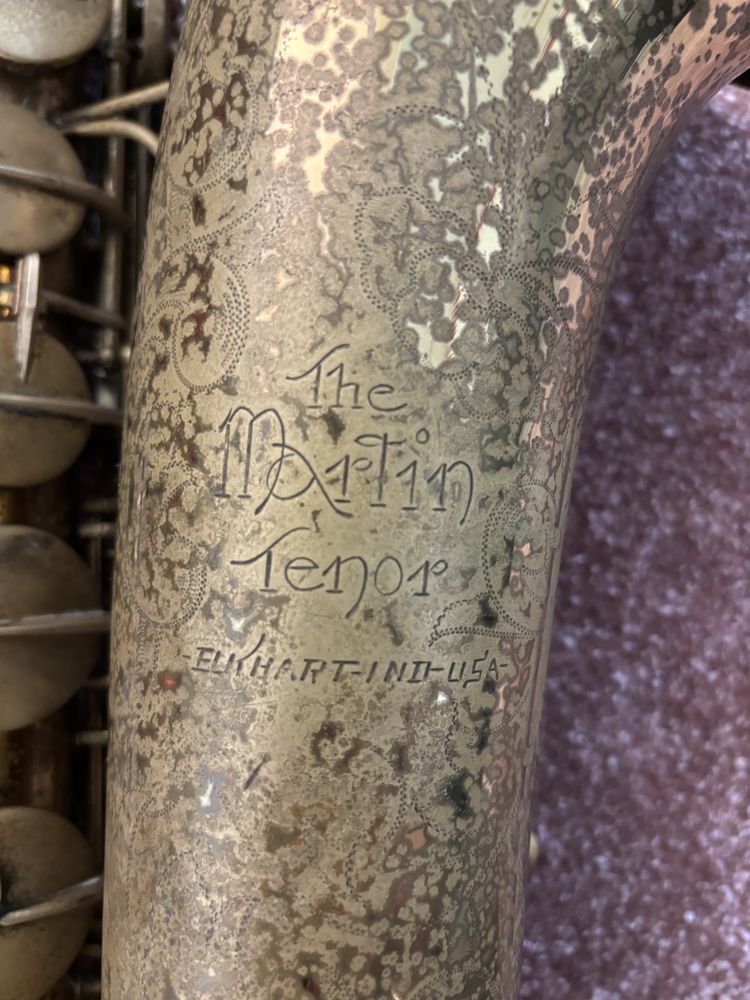 The
Martin
Tenor
-ELKHART-IND-USA-